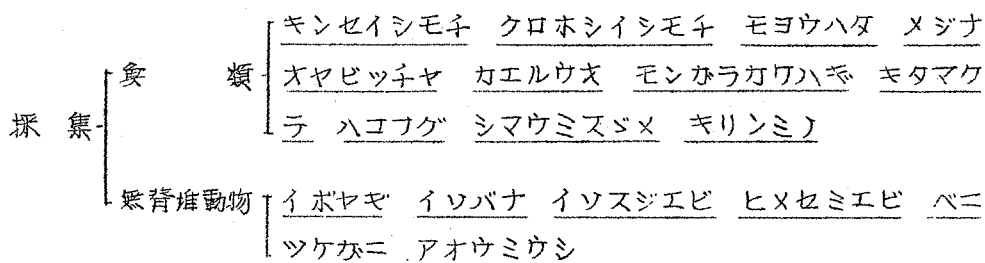 キンセイシモチ クロホシイシモチ モヨウハタ メジナ
魚類 オヤビッチヤ カエルウオ モンガラカワハギ キタマク
採集 ラ ハコフグ シマウミスズメ キリンミノ
無脊椎動物 イボヤギ イソバナ イソスジエビ ヒメセミエビ ベニ
ツケガニ アオウミウシ